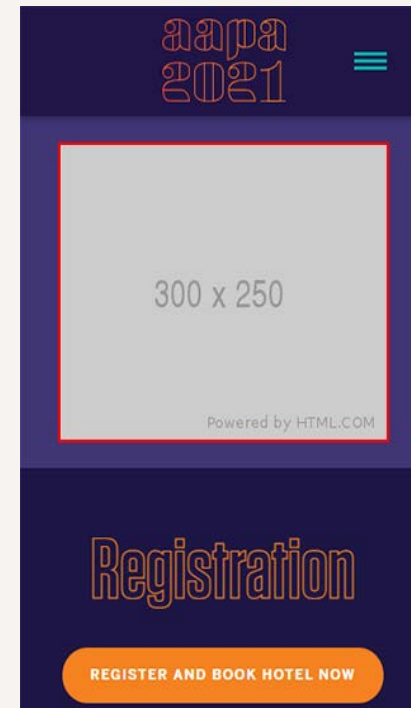 aapa
2021
300 x 250
Powered by HTML.COM
Registration
REGISTER AND BOOK HOTEL NOW